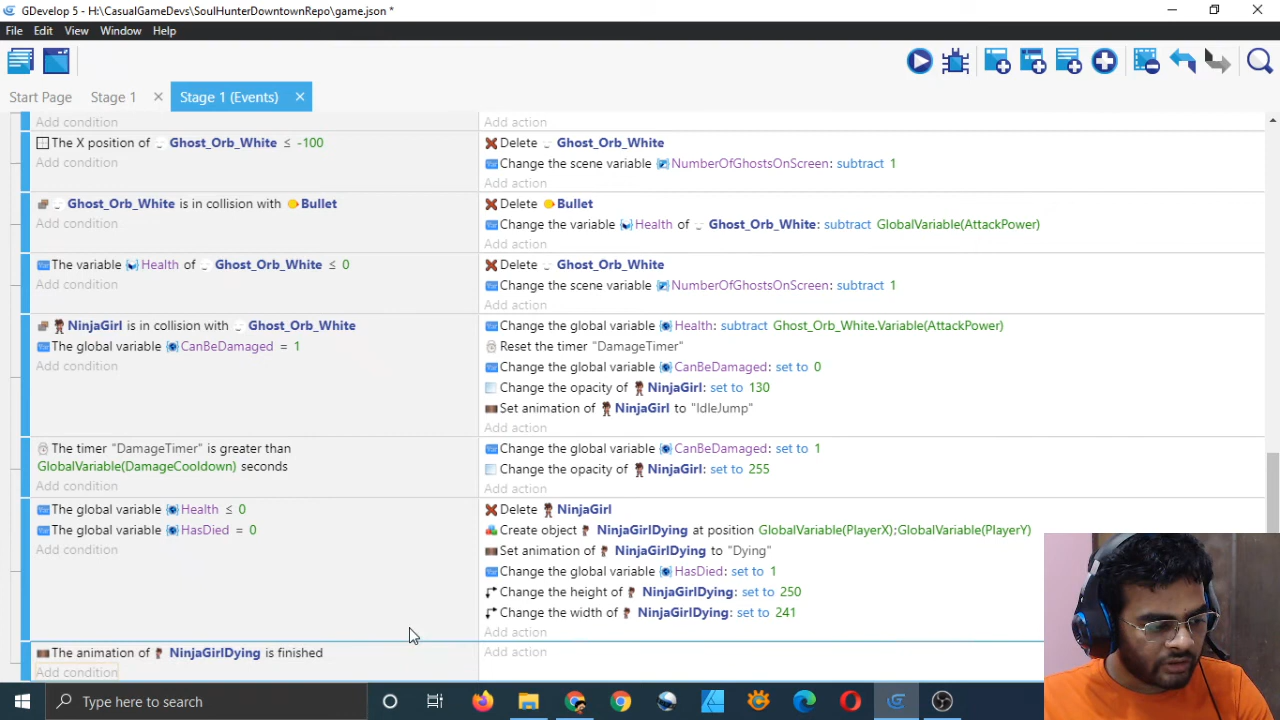 GDevelop 5 - H:\CasualGameDevs\SoulHunterDowntownRepo\game.json *
File Edit View Window Help
Start Page Stage 1 × Stage 1 (Events) ×
Add condition Add action
The X position of Ghost_Orb_White ≤ -100 Delete Ghost_Orb_White
Add condition Change the scene variable NumberOfGhostsOnScreen: subtract 1
Add action
Ghost_Orb_White is in collision with Bullet Delete Bullet
Add condition Change the variable Health of Ghost_Orb_White: subtract GlobalVariable(AttackPower)
Add action
The variable Health of Ghost_Orb_White ≤ 0 Delete Ghost_Orb_White
Add condition Change the scene variable NumberOfGhostsOnScreen: subtract 1
Add action
NinjaGirl is in collision with Ghost_Orb_White Change the global variable Health: subtract Ghost_Orb_White.Variable(AttackPower)
The global variable CanBeDamaged = 1 Reset the timer "DamageTimer"
Add condition Change the global variable CanBeDamaged: set to 0
Change the opacity of NinjaGirl: set to 130
Set animation of NinjaGirl to "IdleJump"
Add action
The timer "DamageTimer" is greater than Change the global variable CanBeDamaged: set to 1
GlobalVariable(DamageCooldown) seconds Change the opacity of NinjaGirl: set to 255
Add condition Add action
The global variable Health ≤ 0 Delete NinjaGirl
The global variable HasDied = 0 Create object NinjaGirlDying at position GlobalVariable(PlayerX);GlobalVariable(PlayerY)
Add condition Set animation of NinjaGirlDying to "Dying"
Change the global variable HasDied: set to 1
Change the height of NinjaGirlDying: set to 250
Change the width of NinjaGirlDying: set to 241
Add action
The animation of NinjaGirlDying is finished Add action
Add condition
Type here to search